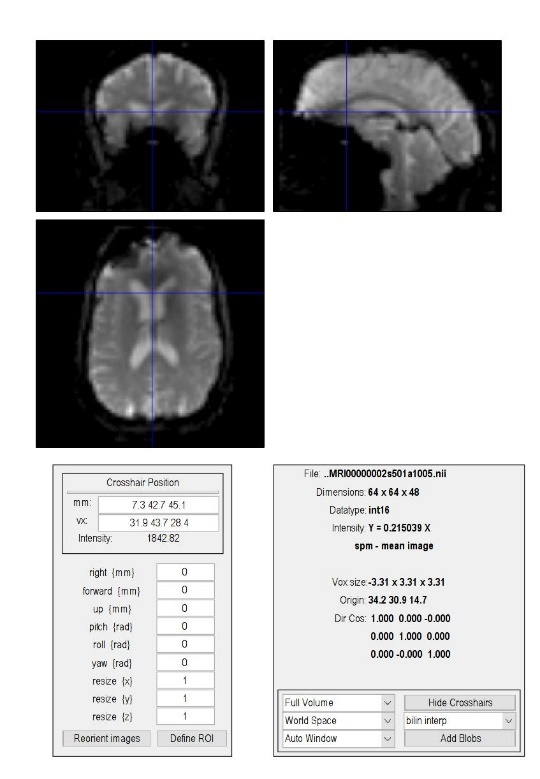 Crosshair Position
mm: 7.3 42.7 45.1
vx: 31.9 43.7 28.4
Intensity: 1842.82
right {mm} 0
forward {mm} 0
up {mm} 0
pitch {rad} 0
roll {rad} 0
yaw {rad} 0
resize {x} 1
resize {y} 1
resize {z} 1
Reorient images Define ROI
File: ..MRI00000002s501a1005.nii
Dimensions: 64 x 64 x 48
Datatype: int16
Intensity: Y = 0.215039 X
spm - mean image
Vox size: -3.31 x 3.31 x 3.31
Origin: 34.2 30.9 14.7
Dir Cos: 1.000 0.000 -0.000
0.000 1.000 0.000
0.000 -0.000 1.000
Full Volume Hide Crosshairs
World Space bilin interp
Auto Window Add Blobs